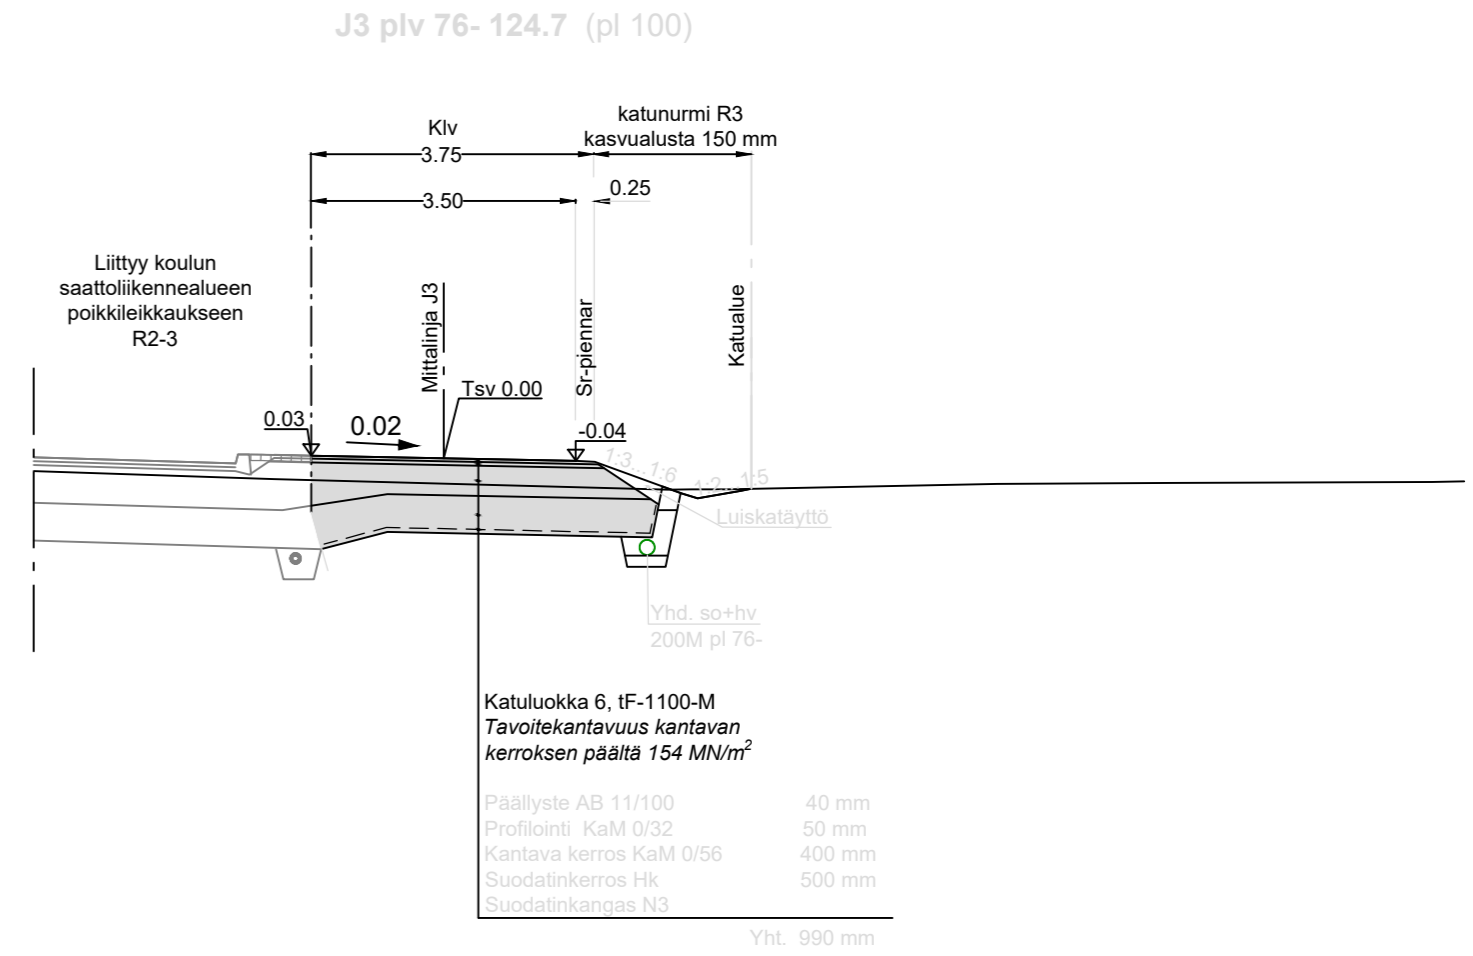 J3 plv 76- 124.7 (pl 100)
katunurmi R3
kasvualusta 150 mm
Klv
3.75
3.50
0.25
Liittyy koulun
saattoliikennealueen
poikkileikkaukseen
R2-3
Mittalinja J3
Sr-piennar
Katualue
Tsv 0.00
0.03
0.02
-0.04
1:3...1:6
1:2...1:5
Luiskatäyttö
Yhd. so+hv
200M pl 76-
Katuluokka 6, tF-1100-M
Tavoitekantavuus kantavan
kerroksen päältä 154 MN/m²
Päällyste AB 11/100 40 mm
Profilointi KaM 0/32 50 mm
Kantava kerros KaM 0/56 400 mm
Suodatinkerros Hk 500 mm
Suodatinkangas N3
Yht. 990 mm